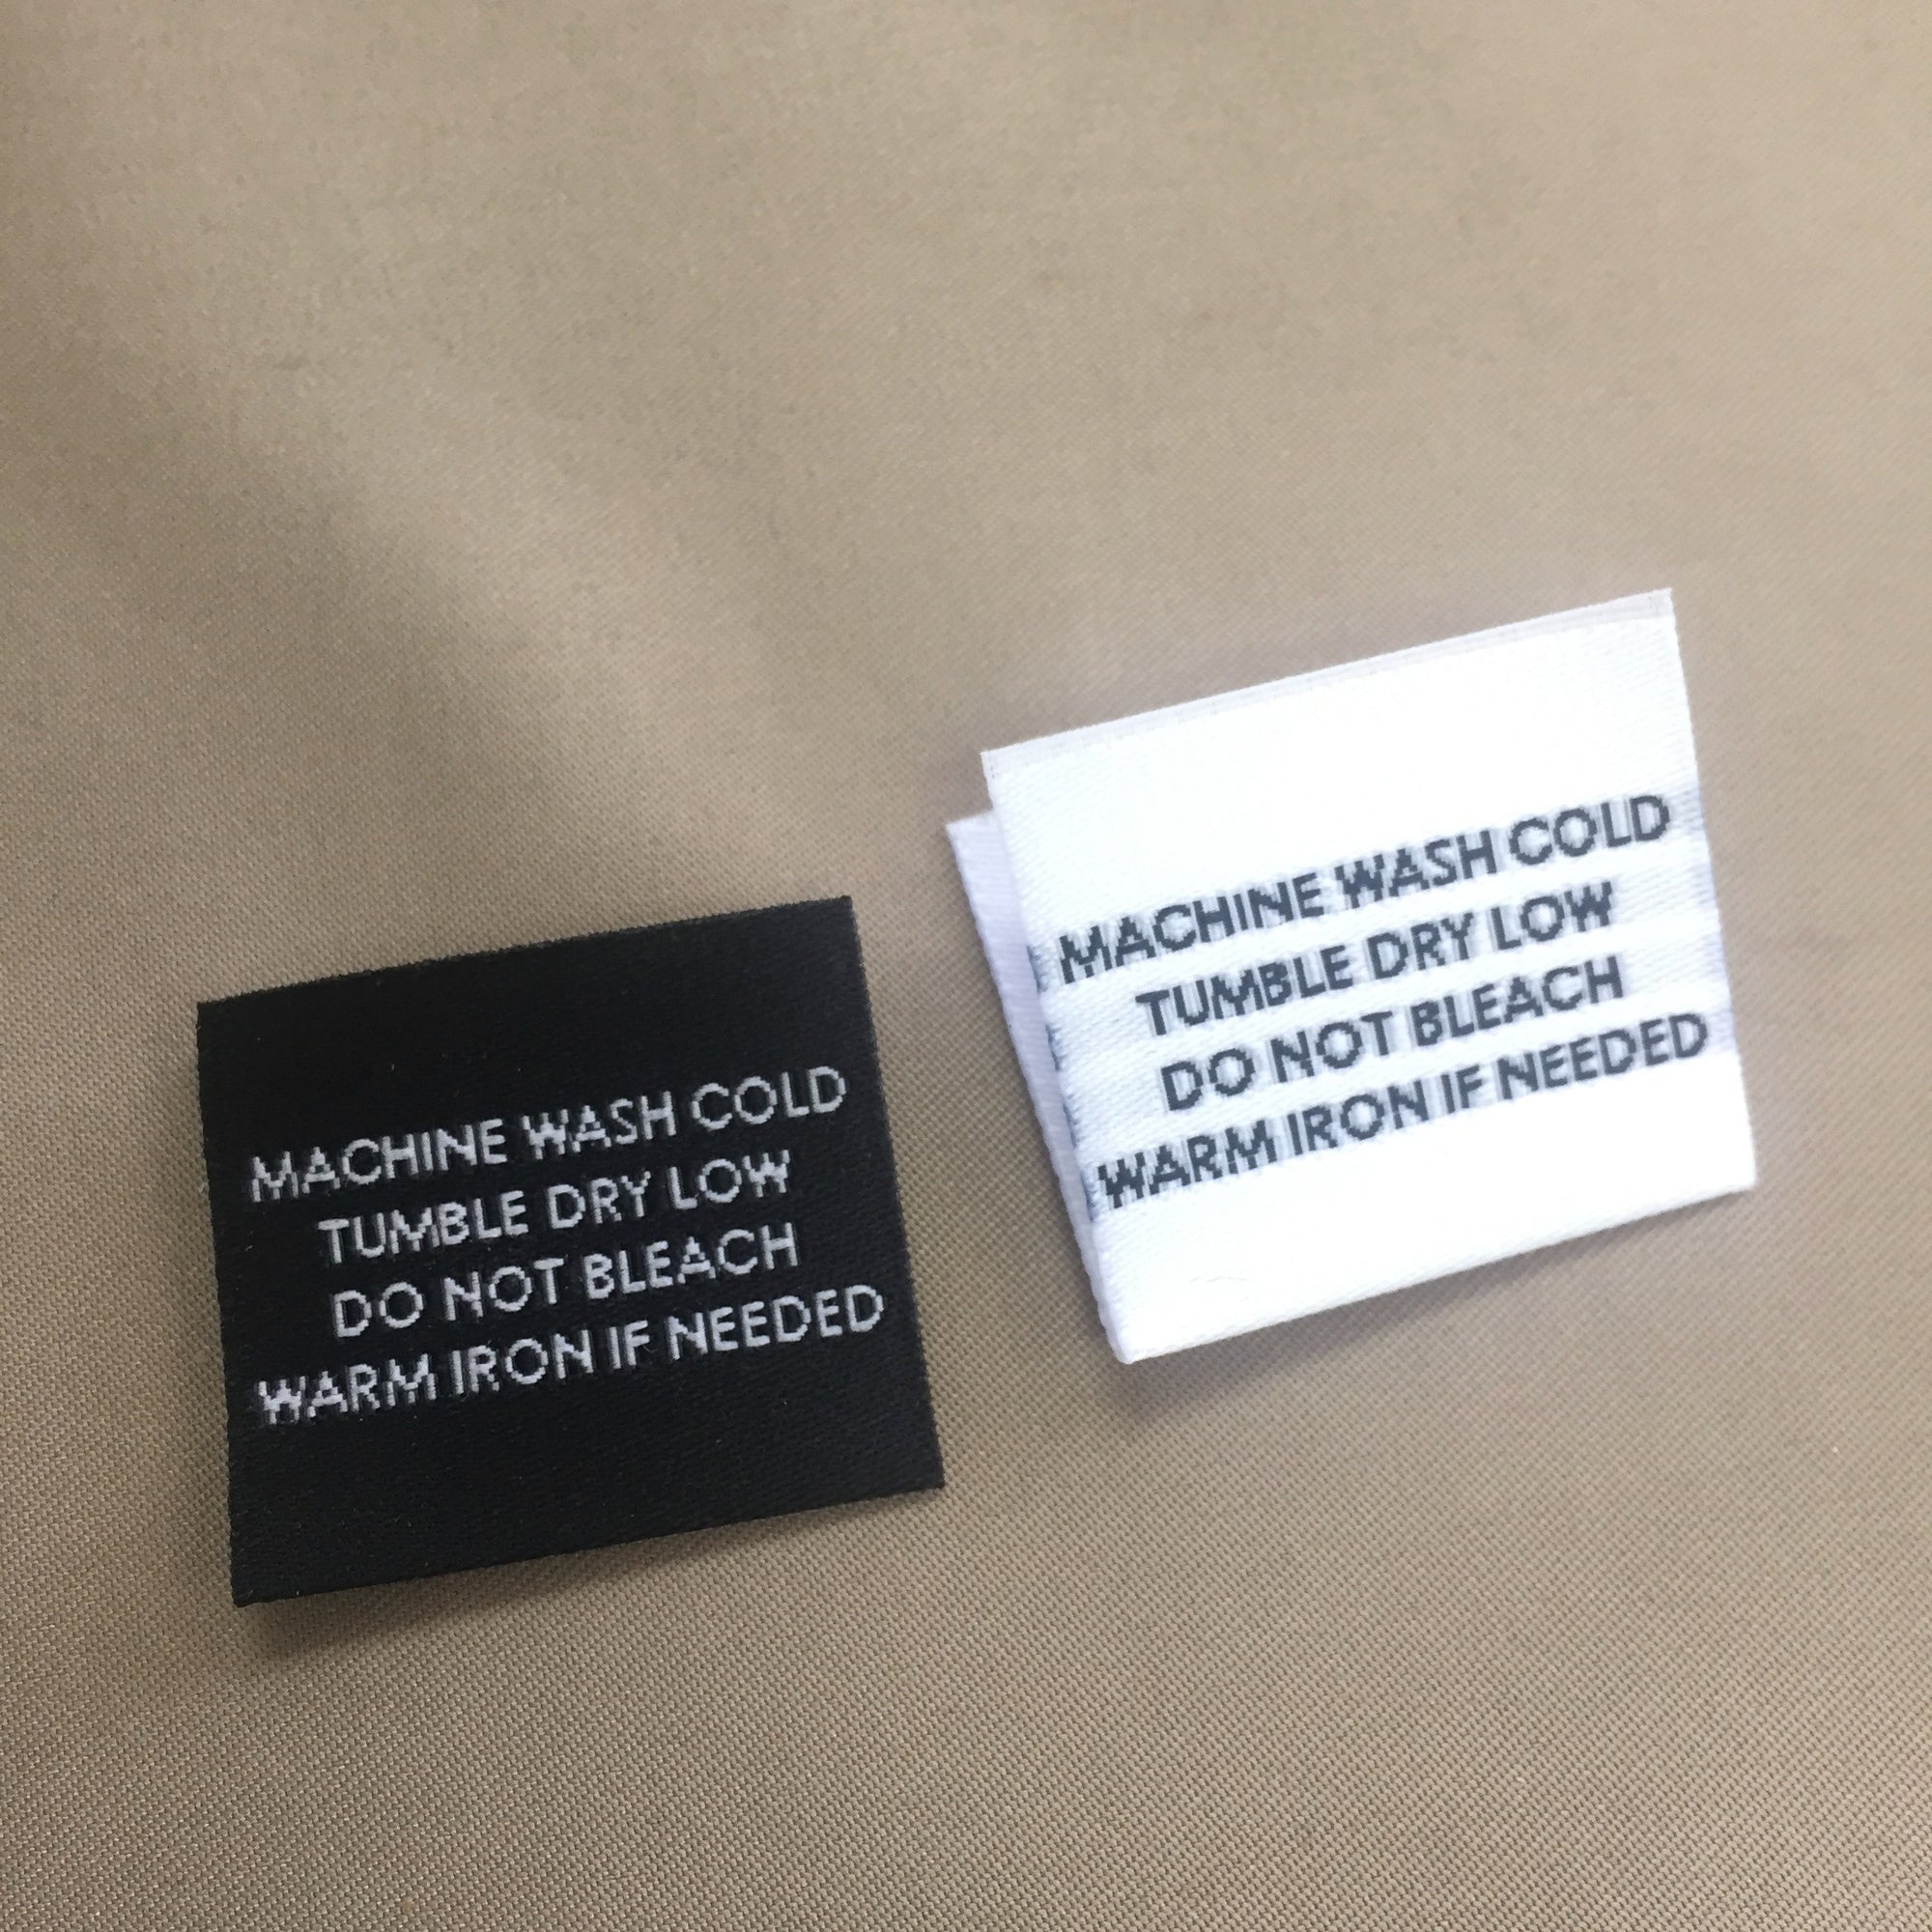 MACHINE WASH COLD
TUMBLE DRY LOW
DO NOT BLEACH
WARM IRON IF NEEDED
MACHINE WASH COLD
TUMBLE DRY LOW
DO NOT BLEACH
WARM IRON IF NEEDED